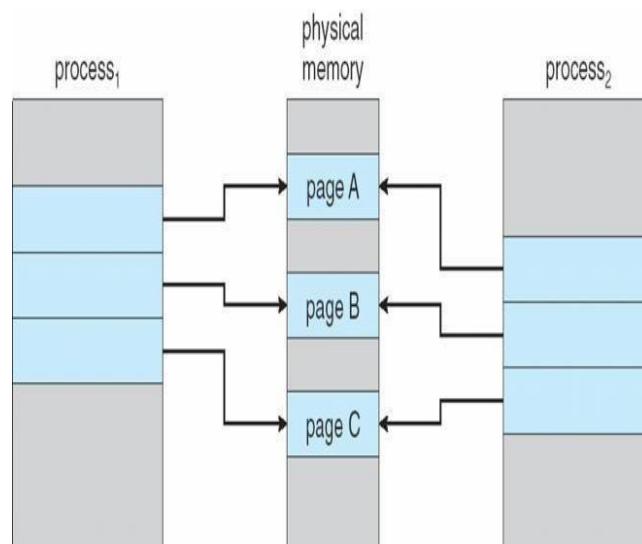 process₁
physical
memory
process₂
page A
page B
page C